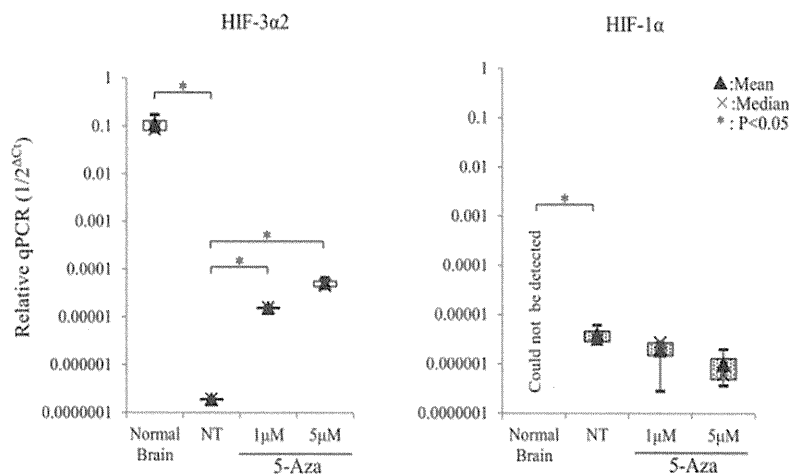 HIF-3α2
HIF-1α
Relative qPCR (1/2^ΔCt)
1
0.1
0.01
0.001
0.0001
0.00001
0.000001
0.0000001
*
*
*
Normal Brain
NT
1μM
5μM
5-Aza
1
0.1
0.01
0.001
0.0001
0.00001
0.000001
0.0000001
▲:Mean
×:Median
*: P<0.05
*
Could not be detected
Normal Brain
NT
1μM
5μM
5-Aza